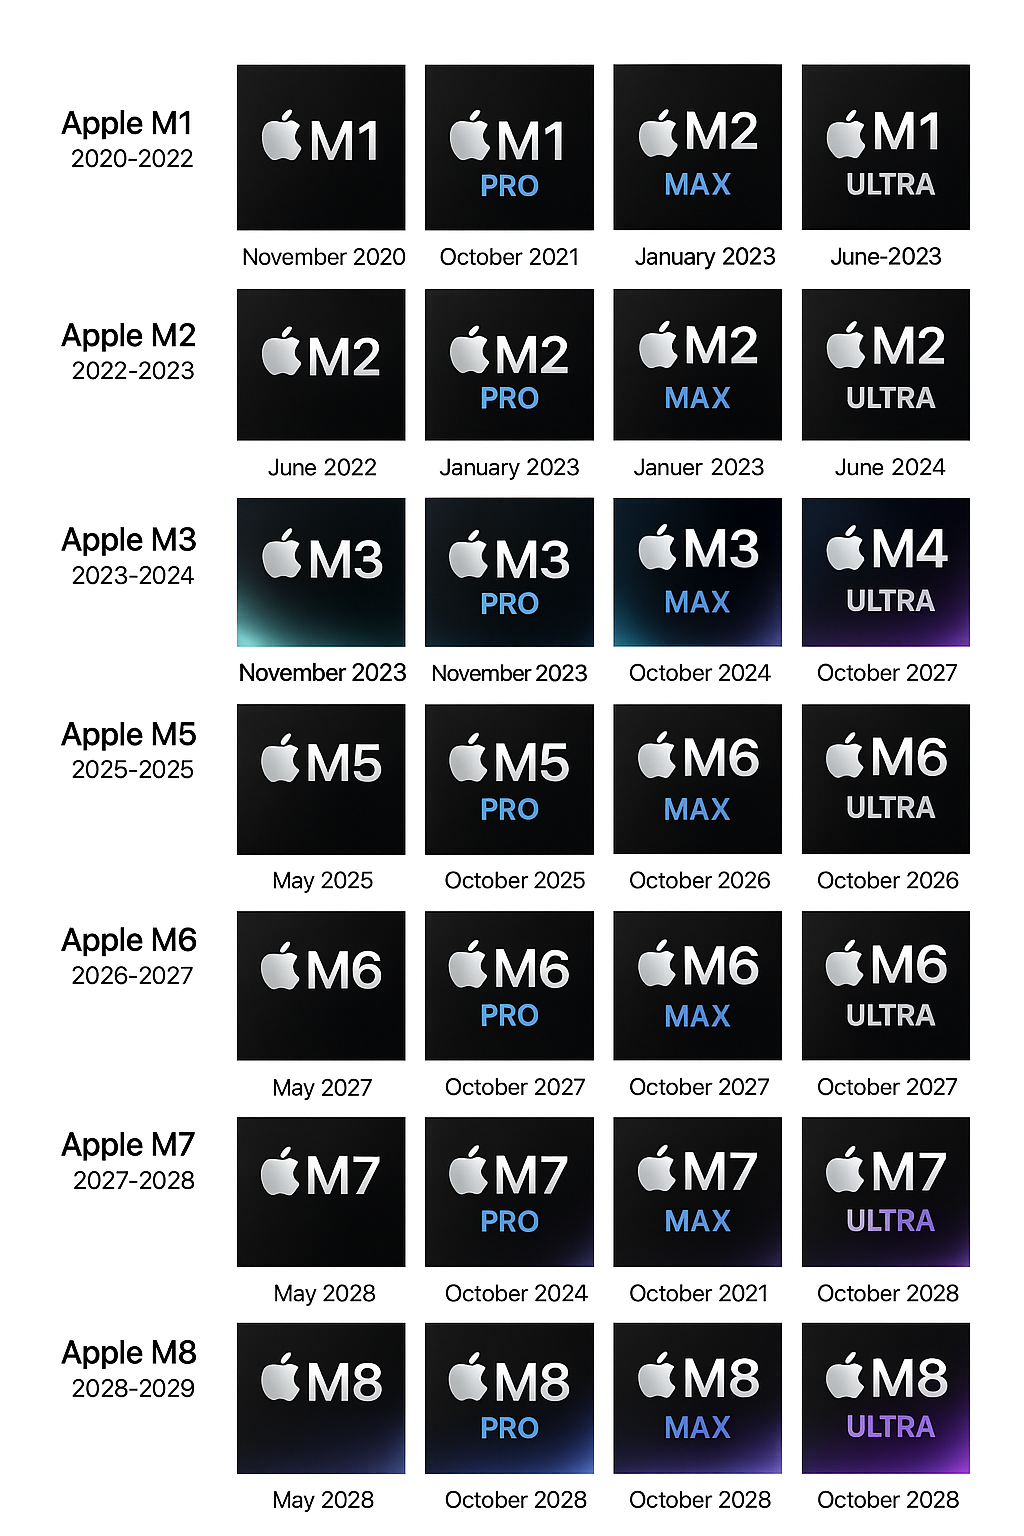 Apple M1
2020-2022
M1
M1
PRO
M2
MAX
M1
ULTRA
November 2020
October 2021
January 2023
June-2023
Apple M2
2022-2023
M2
M2
PRO
M2
MAX
M2
ULTRA
June 2022
January 2023
Januer 2023
June 2024
Apple M3
2023-2024
M3
M3
PRO
M3
MAX
M4
ULTRA
November 2023
November 2023
October 2024
October 2027
Apple M5
2025-2025
M5
M5
PRO
M6
MAX
M6
ULTRA
May 2025
October 2025
October 2026
October 2026
Apple M6
2026-2027
M6
M6
PRO
M6
MAX
M6
ULTRA
May 2027
October 2027
October 2027
October 2027
Apple M7
2027-2028
M7
M7
PRO
M7
MAX
M7
ULTRA
May 2028
October 2024
October 2021
October 2028
Apple M8
2028-2029
M8
M8
PRO
M8
MAX
M8
ULTRA
May 2028
October 2028
October 2028
October 2028